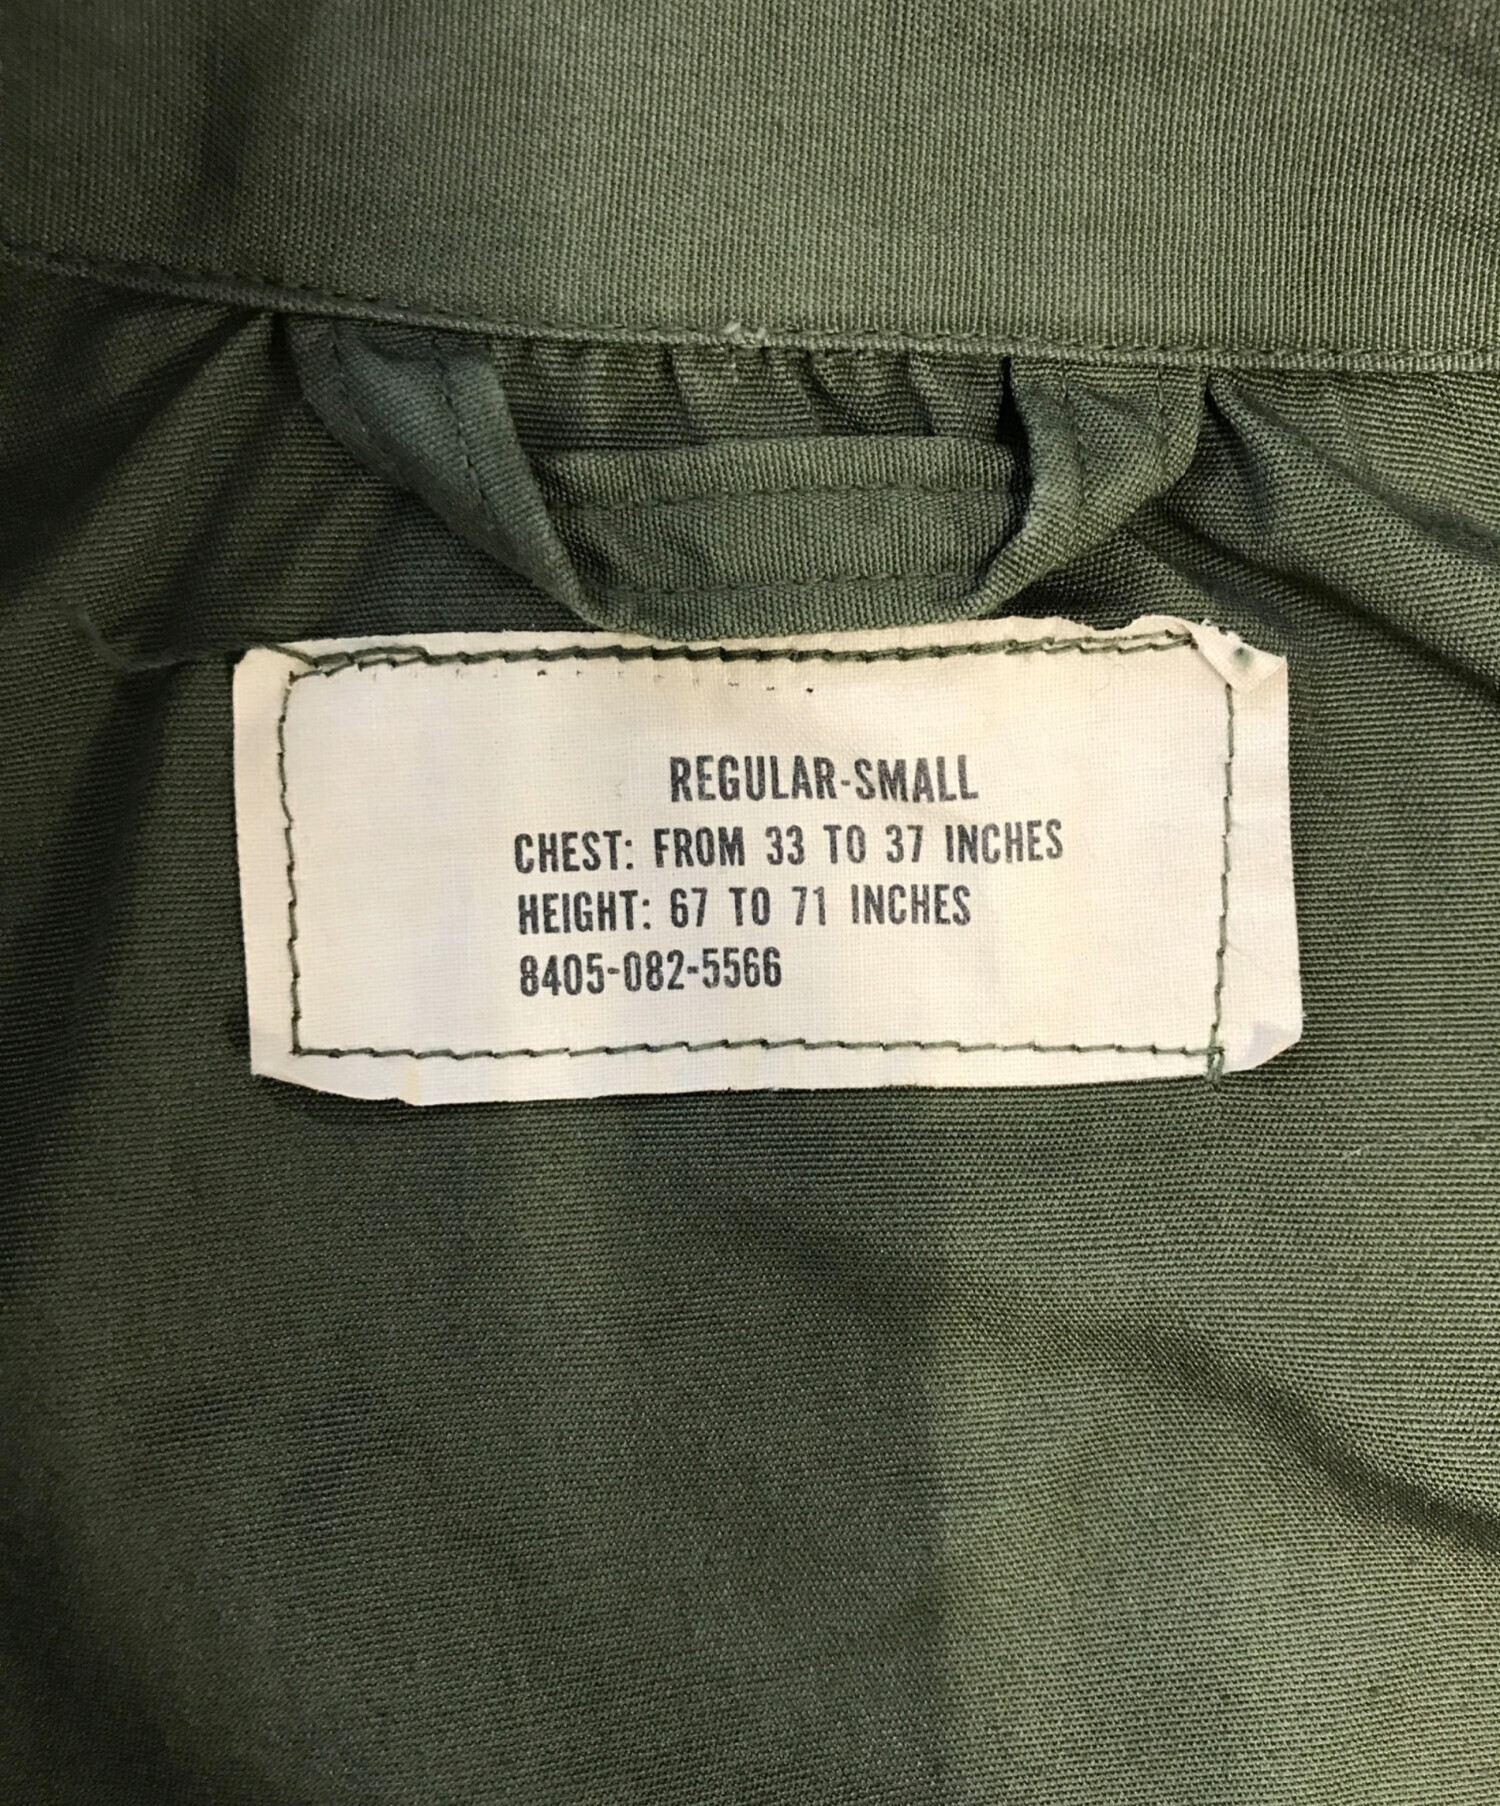 REGULAR-SMALL
CHEST: FROM 33 TO 37 INCHES
HEIGHT: 67 TO 71 INCHES
8405-082-5566